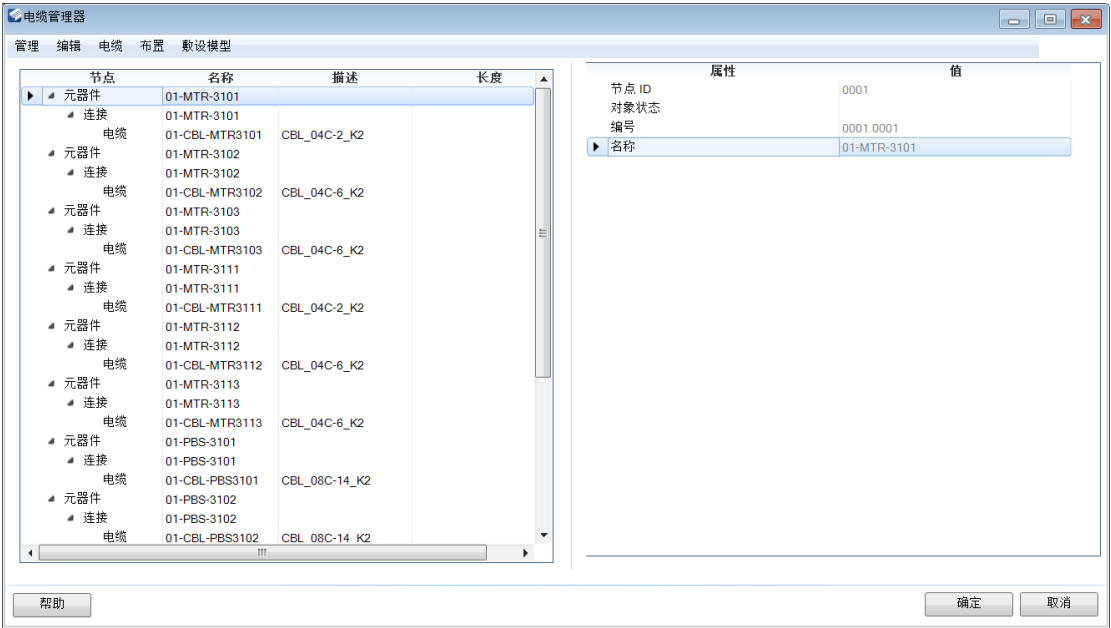 电缆管理器
管理 编辑 电缆 布置 敷设模型
节点 名称 描述 长度
元器件 01-MTR-3101
连接 01-MTR-3101
电缆 01-CBL-MTR3101 CBL_04C-2_K2
元器件 01-MTR-3102
连接 01-MTR-3102
电缆 01-CBL-MTR3102 CBL_04C-6_K2
元器件 01-MTR-3103
连接 01-MTR-3103
电缆 01-CBL-MTR3103 CBL_04C-6_K2
元器件 01-MTR-3111
连接 01-MTR-3111
电缆 01-CBL-MTR3111 CBL_04C-2_K2
元器件 01-MTR-3112
连接 01-MTR-3112
电缆 01-CBL-MTR3112 CBL_04C-6_K2
元器件 01-MTR-3113
连接 01-MTR-3113
电缆 01-CBL-MTR3113 CBL_04C-6_K2
元器件 01-PBS-3101
连接 01-PBS-3101
电缆 01-CBL-PBS3101 CBL_08C-14_K2
元器件 01-PBS-3102
连接 01-PBS-3102
电缆 01-CBL-PBS3102 CBL_08C-14_K2
属性 值
节点 ID 0001
对象状态
编号 0001.0001
名称 01-MTR-3101
帮助 确定 取消